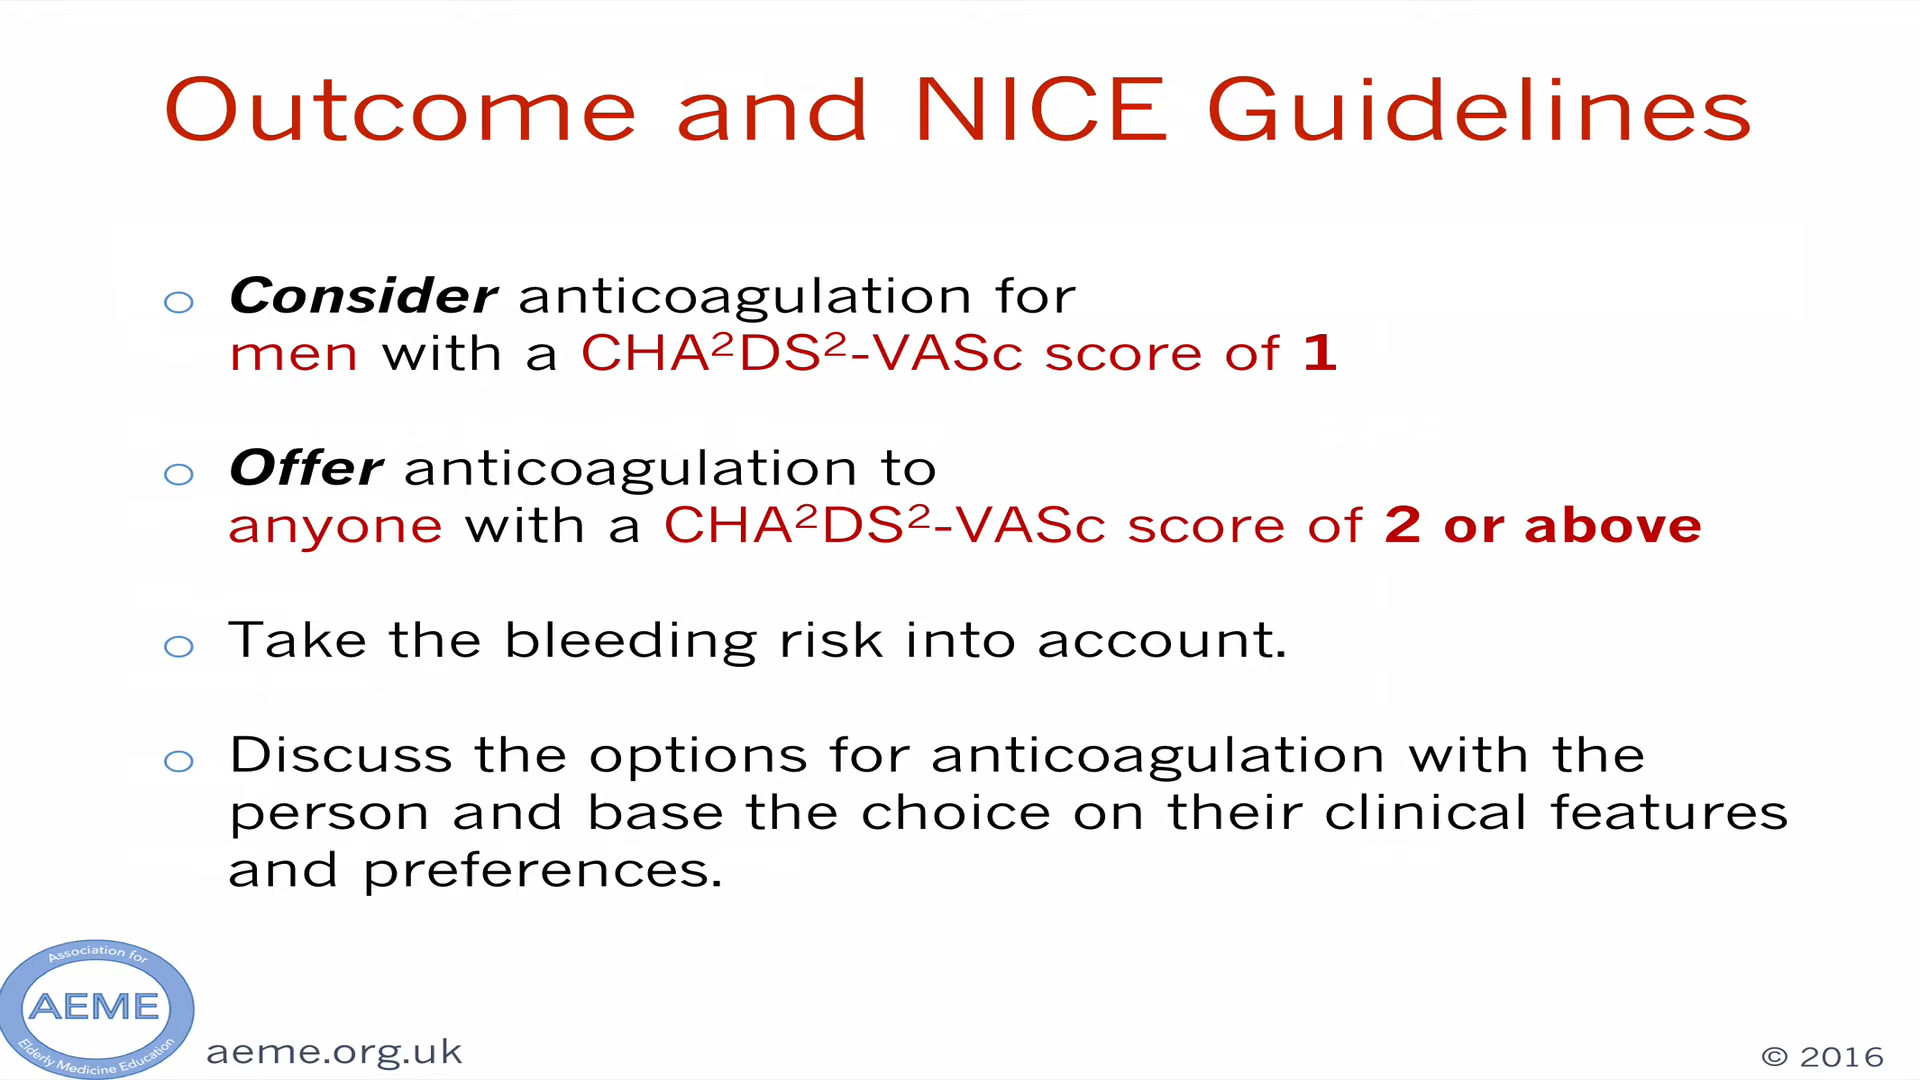 Outcome and NICE Guidelines
Consider anticoagulation for
men with a CHA²DS²-VASc score of 1
Offer anticoagulation to
anyone with a CHA²DS²-VASc score of 2 or above
Take the bleeding risk into account.
Discuss the options for anticoagulation with the
person and base the choice on their clinical features
and preferences.
Association for
AEME
Elderly Medicine Education
aeme.org.uk
© 2016